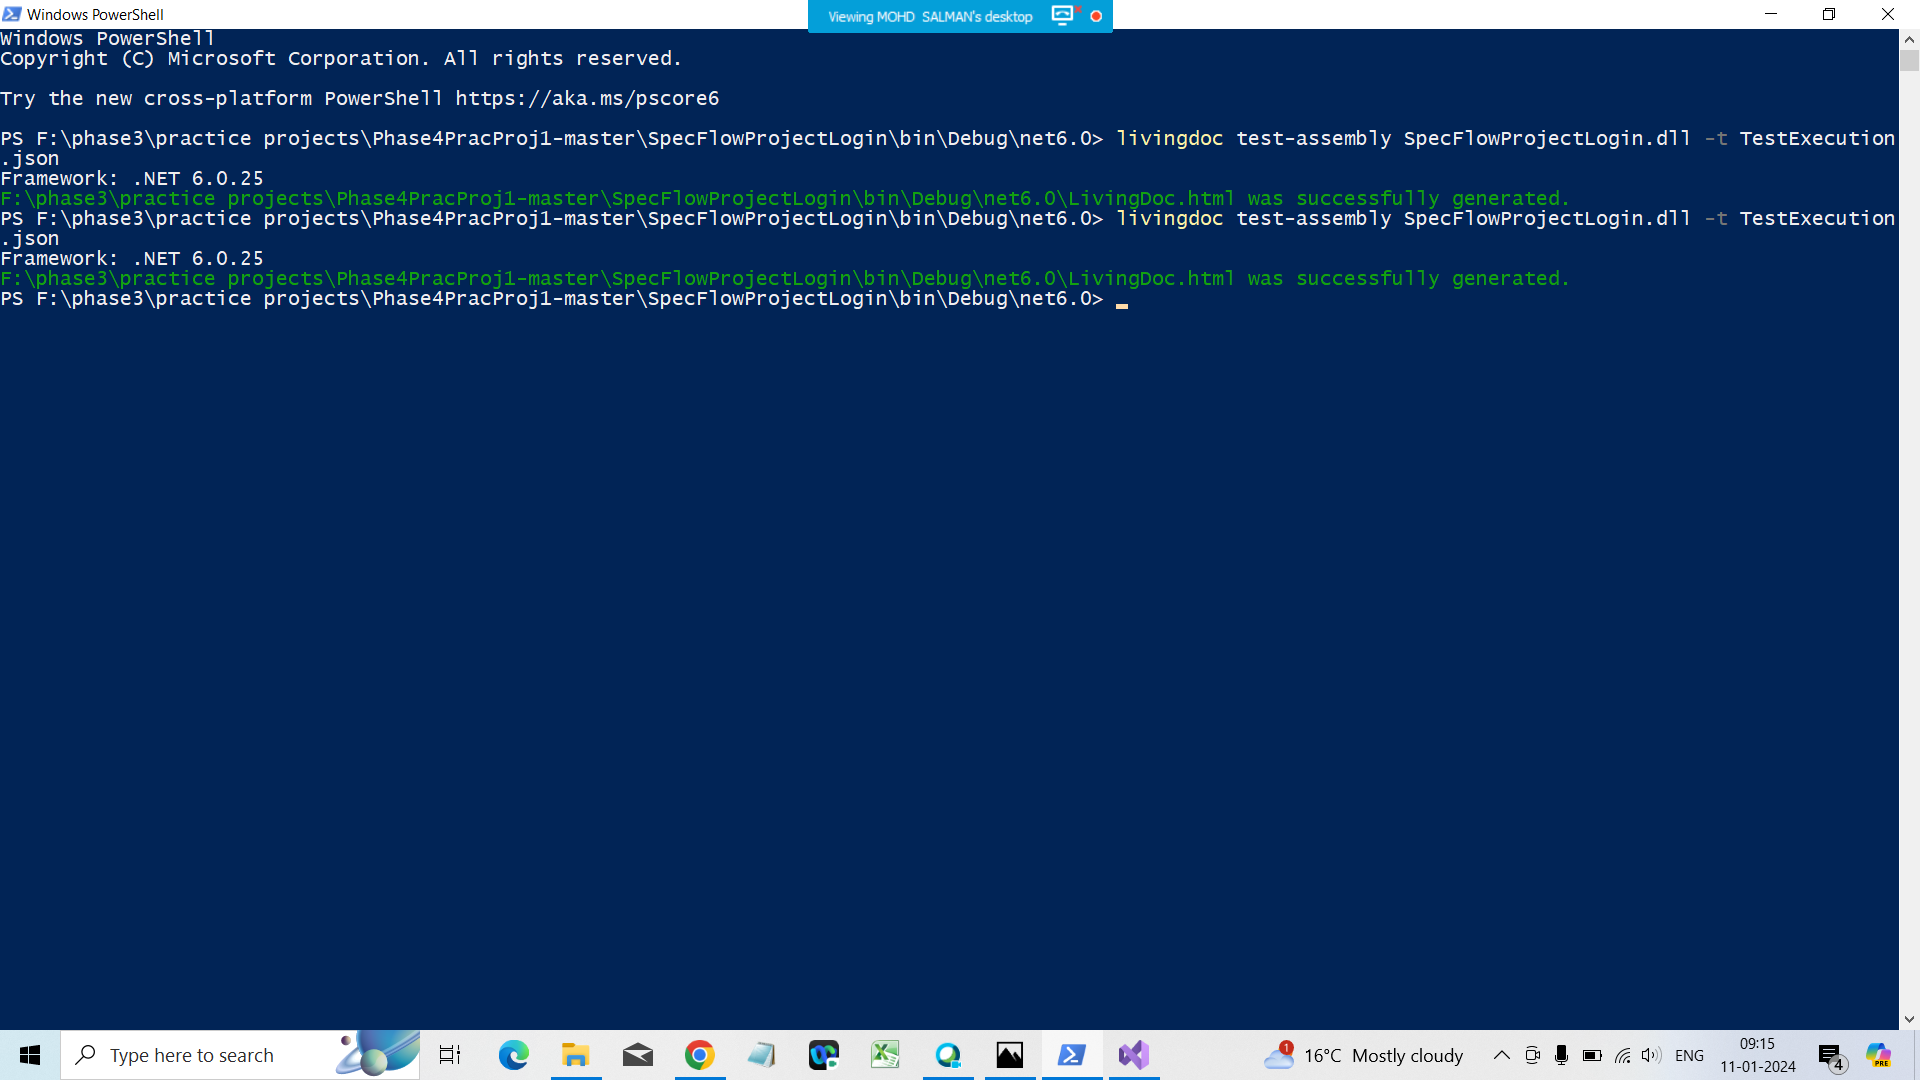 Windows PowerShell
Viewing MOHD SALMAN's desktop
Windows PowerShell
Copyright (C) Microsoft Corporation. All rights reserved.
Try the new cross-platform PowerShell https://aka.ms/pscore6
PS F:\phase3\practice projects\Phase4PracProj1-master\SpecFlowProjectLogin\bin\Debug\net6.0> livingdoc test-assembly SpecFlowProjectLogin.dll -t TestExecution
.json
Framework: .NET 6.0.25
F:\phase3\practice projects\Phase4PracProj1-master\SpecFlowProjectLogin\bin\Debug\net6.0\LivingDoc.html was successfully generated.
PS F:\phase3\practice projects\Phase4PracProj1-master\SpecFlowProjectLogin\bin\Debug\net6.0> livingdoc test-assembly SpecFlowProjectLogin.dll -t TestExecution
.json
Framework: .NET 6.0.25
F:\phase3\practice projects\Phase4PracProj1-master\SpecFlowProjectLogin\bin\Debug\net6.0\LivingDoc.html was successfully generated.
PS F:\phase3\practice projects\Phase4PracProj1-master\SpecFlowProjectLogin\bin\Debug\net6.0>
Type here to search
1
16°C Mostly cloudy
ENG
09:15
11-01-2024
4
PRE